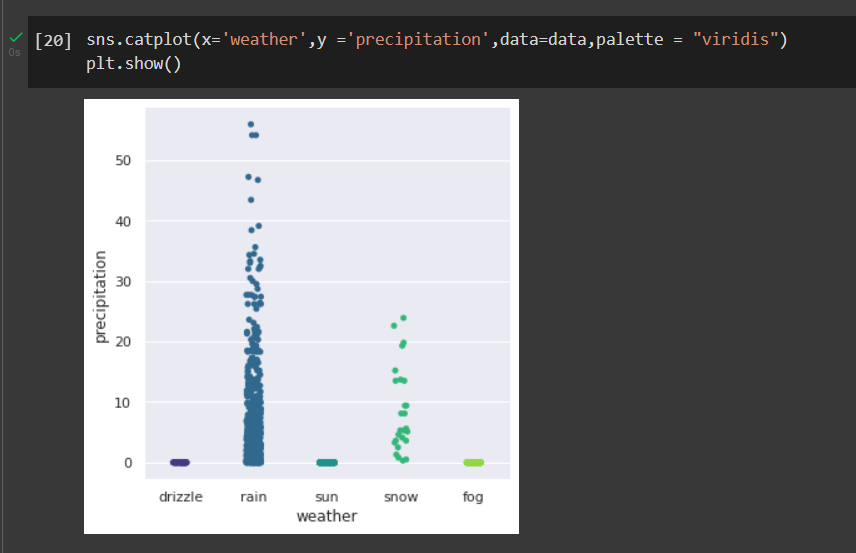 [20] sns.catplot(x='weather',y ='precipitation',data=data,palette = "viridis")
plt.show()
0s
50
40
30
20
10
0
precipitation
drizzle rain sun snow fog
weather